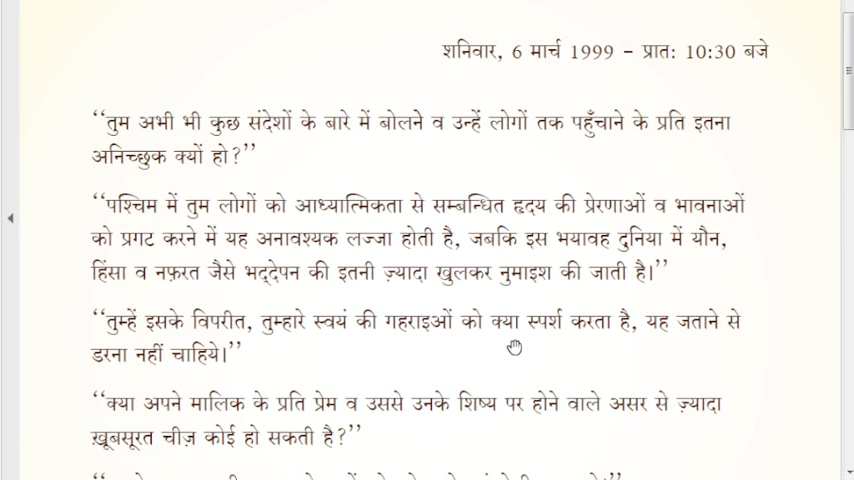 शनिवार, 6 मार्च 1999 - प्रात: 10:30 बजे
‘‘तुम अभी भी कुछ संदेशों के बारे में बोलने व उन्हें लोगों तक पहुँचाने के प्रति इतना
अनिच्छुक क्यों हो?’’
‘‘पश्चिम में तुम लोगों को आध्यात्मिकता से सम्बन्धित हृदय की प्रेरणाओं व भावनाओं
को प्रगट करने में यह अनावश्यक लज्जा होती है, जबकि इस भयावह दुनिया में यौन,
हिंसा व नफ़रत जैसे भद्देपन की इतनी ज़्यादा खुलकर नुमाइश की जाती है।’’
‘‘तुम्हें इसके विपरीत, तुम्हारे स्वयं की गहराइओं को क्या स्पर्श करता है, यह जताने से
डरना नहीं चाहिये।’’
‘‘क्या अपने मालिक के प्रति प्रेम व उससे उनके शिष्य पर होने वाले असर से ज़्यादा
ख़ूबसूरत चीज़ कोई हो सकती है?’’